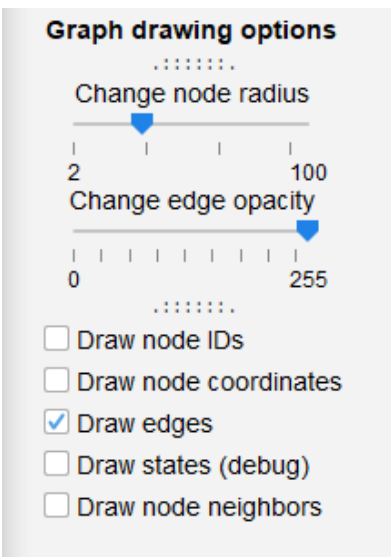 Graph drawing options
Change node radius
2 100
Change edge opacity
0 255
Draw node IDs
Draw node coordinates
Draw edges
Draw states (debug)
Draw node neighbors